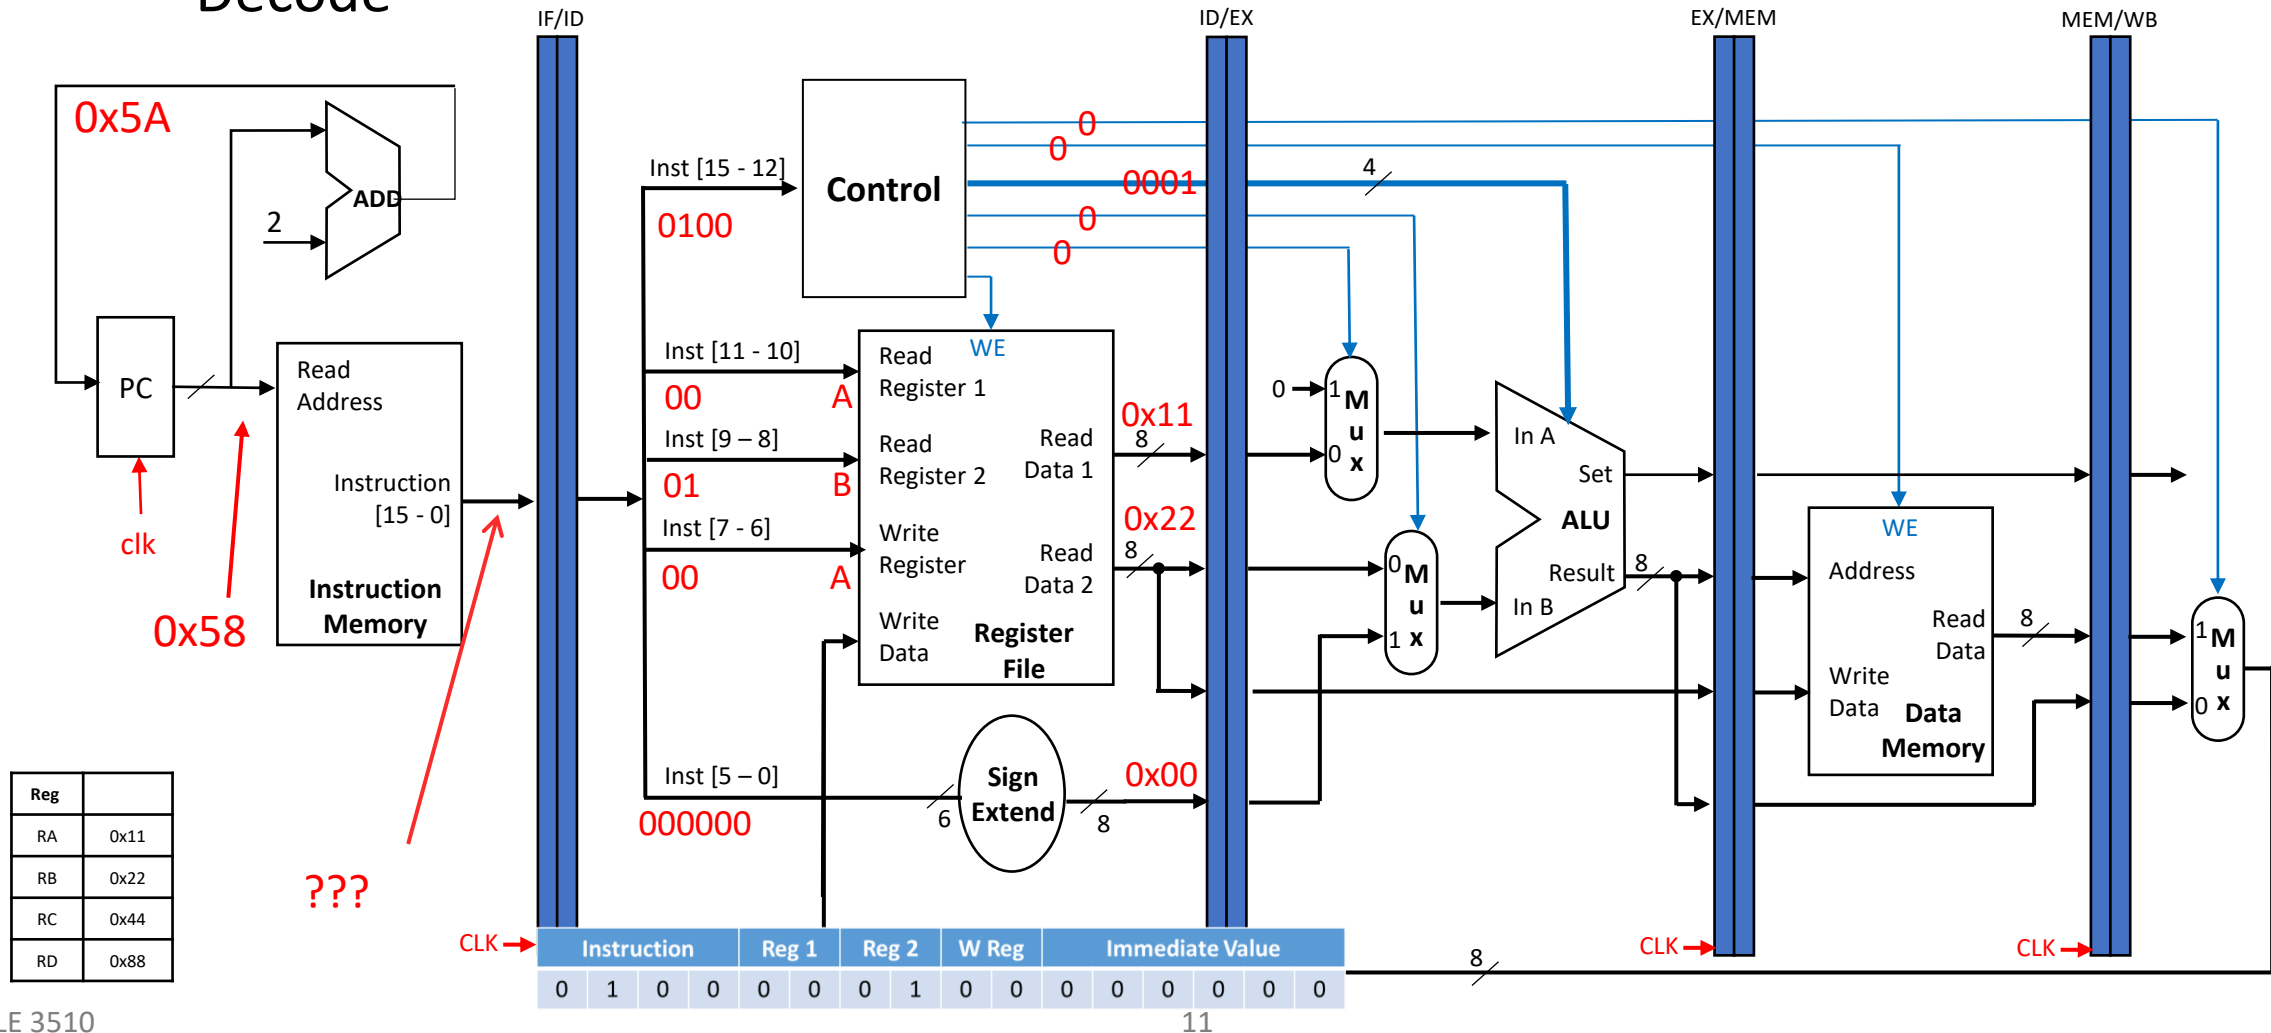 Decode
IF/ID
ID/EX
EX/MEM
MEM/WB
0x5A
ADD
2
PC
clk
0x58
Read
Address
Instruction
[15 - 0]
Instruction
Memory
???
Inst [15 - 12]
0100
Control
0
0
0001
4
0
0
Inst [11 - 10]
00
A
Inst [9 – 8]
01
B
Inst [7 - 6]
00
A
WE
Read
Register 1
Read
Register 2
Write
Register
Write
Data
Read
Data 1
Read
Data 2
Register
File
0x11
8
0x22
8
Inst [5 – 0]
000000
6
Sign
Extend
8
0x00
0
1
0
M
u
x
0
1
M
u
x
In A
In B
Set
ALU
Result
8
WE
Address
Read
Data
Write
Data
Data
Memory
8
1
0
M
u
x
Reg
RA 0x11
RB 0x22
RC 0x44
RD 0x88
CLK
CLK
CLK
Instruction Reg 1 Reg 2 W Reg Immediate Value
0 1 0 0 0 0 0 1 0 0 0 0 0 0 0 0
8
LE 3510
11